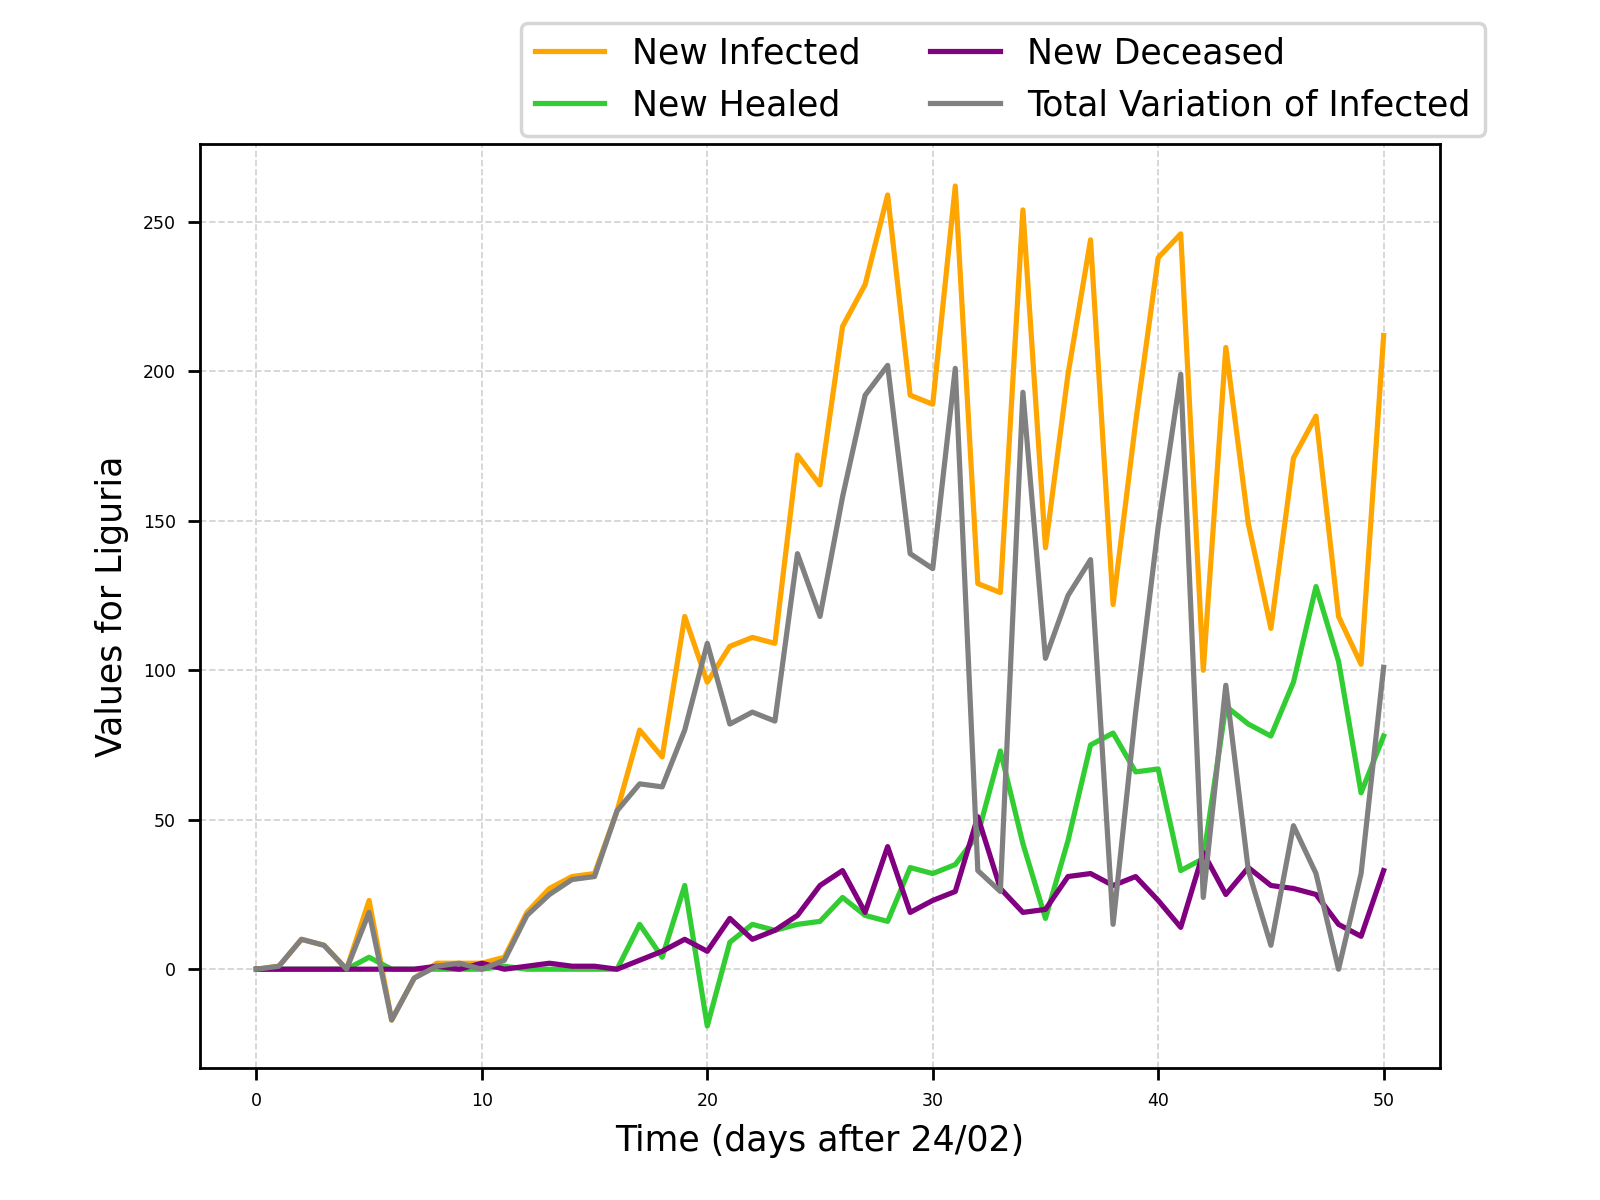 New Infected
New Healed
New Deceased
Total Variation of Infected
Values for Liguria
250
200
150
100
50
0
0 10 20 30 40 50
Time (days after 24/02)